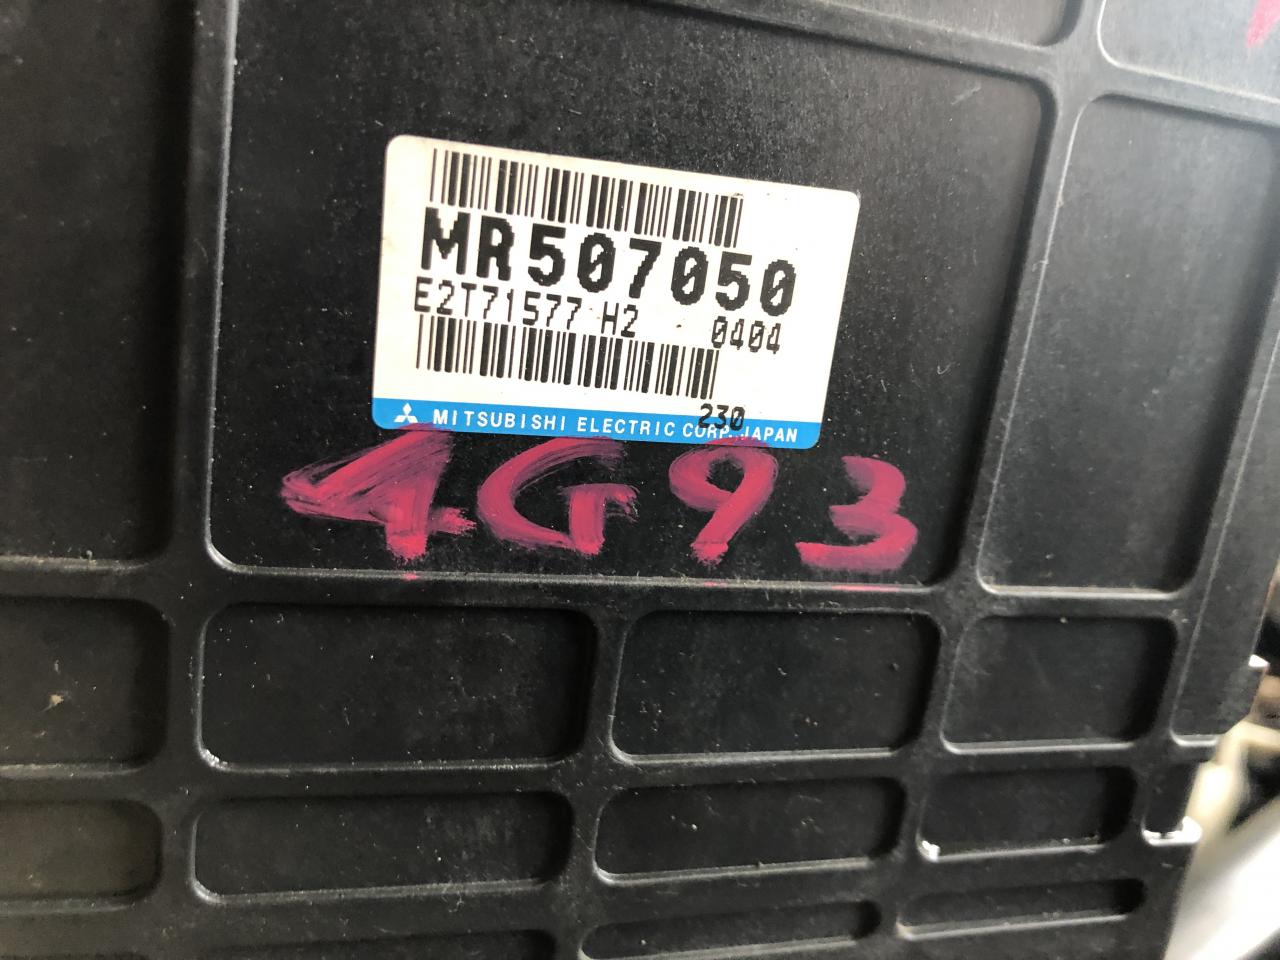 MR507050
E2T71577 H2 0404
230
MITSUBISHI ELECTRIC CORP. JAPAN
4G93